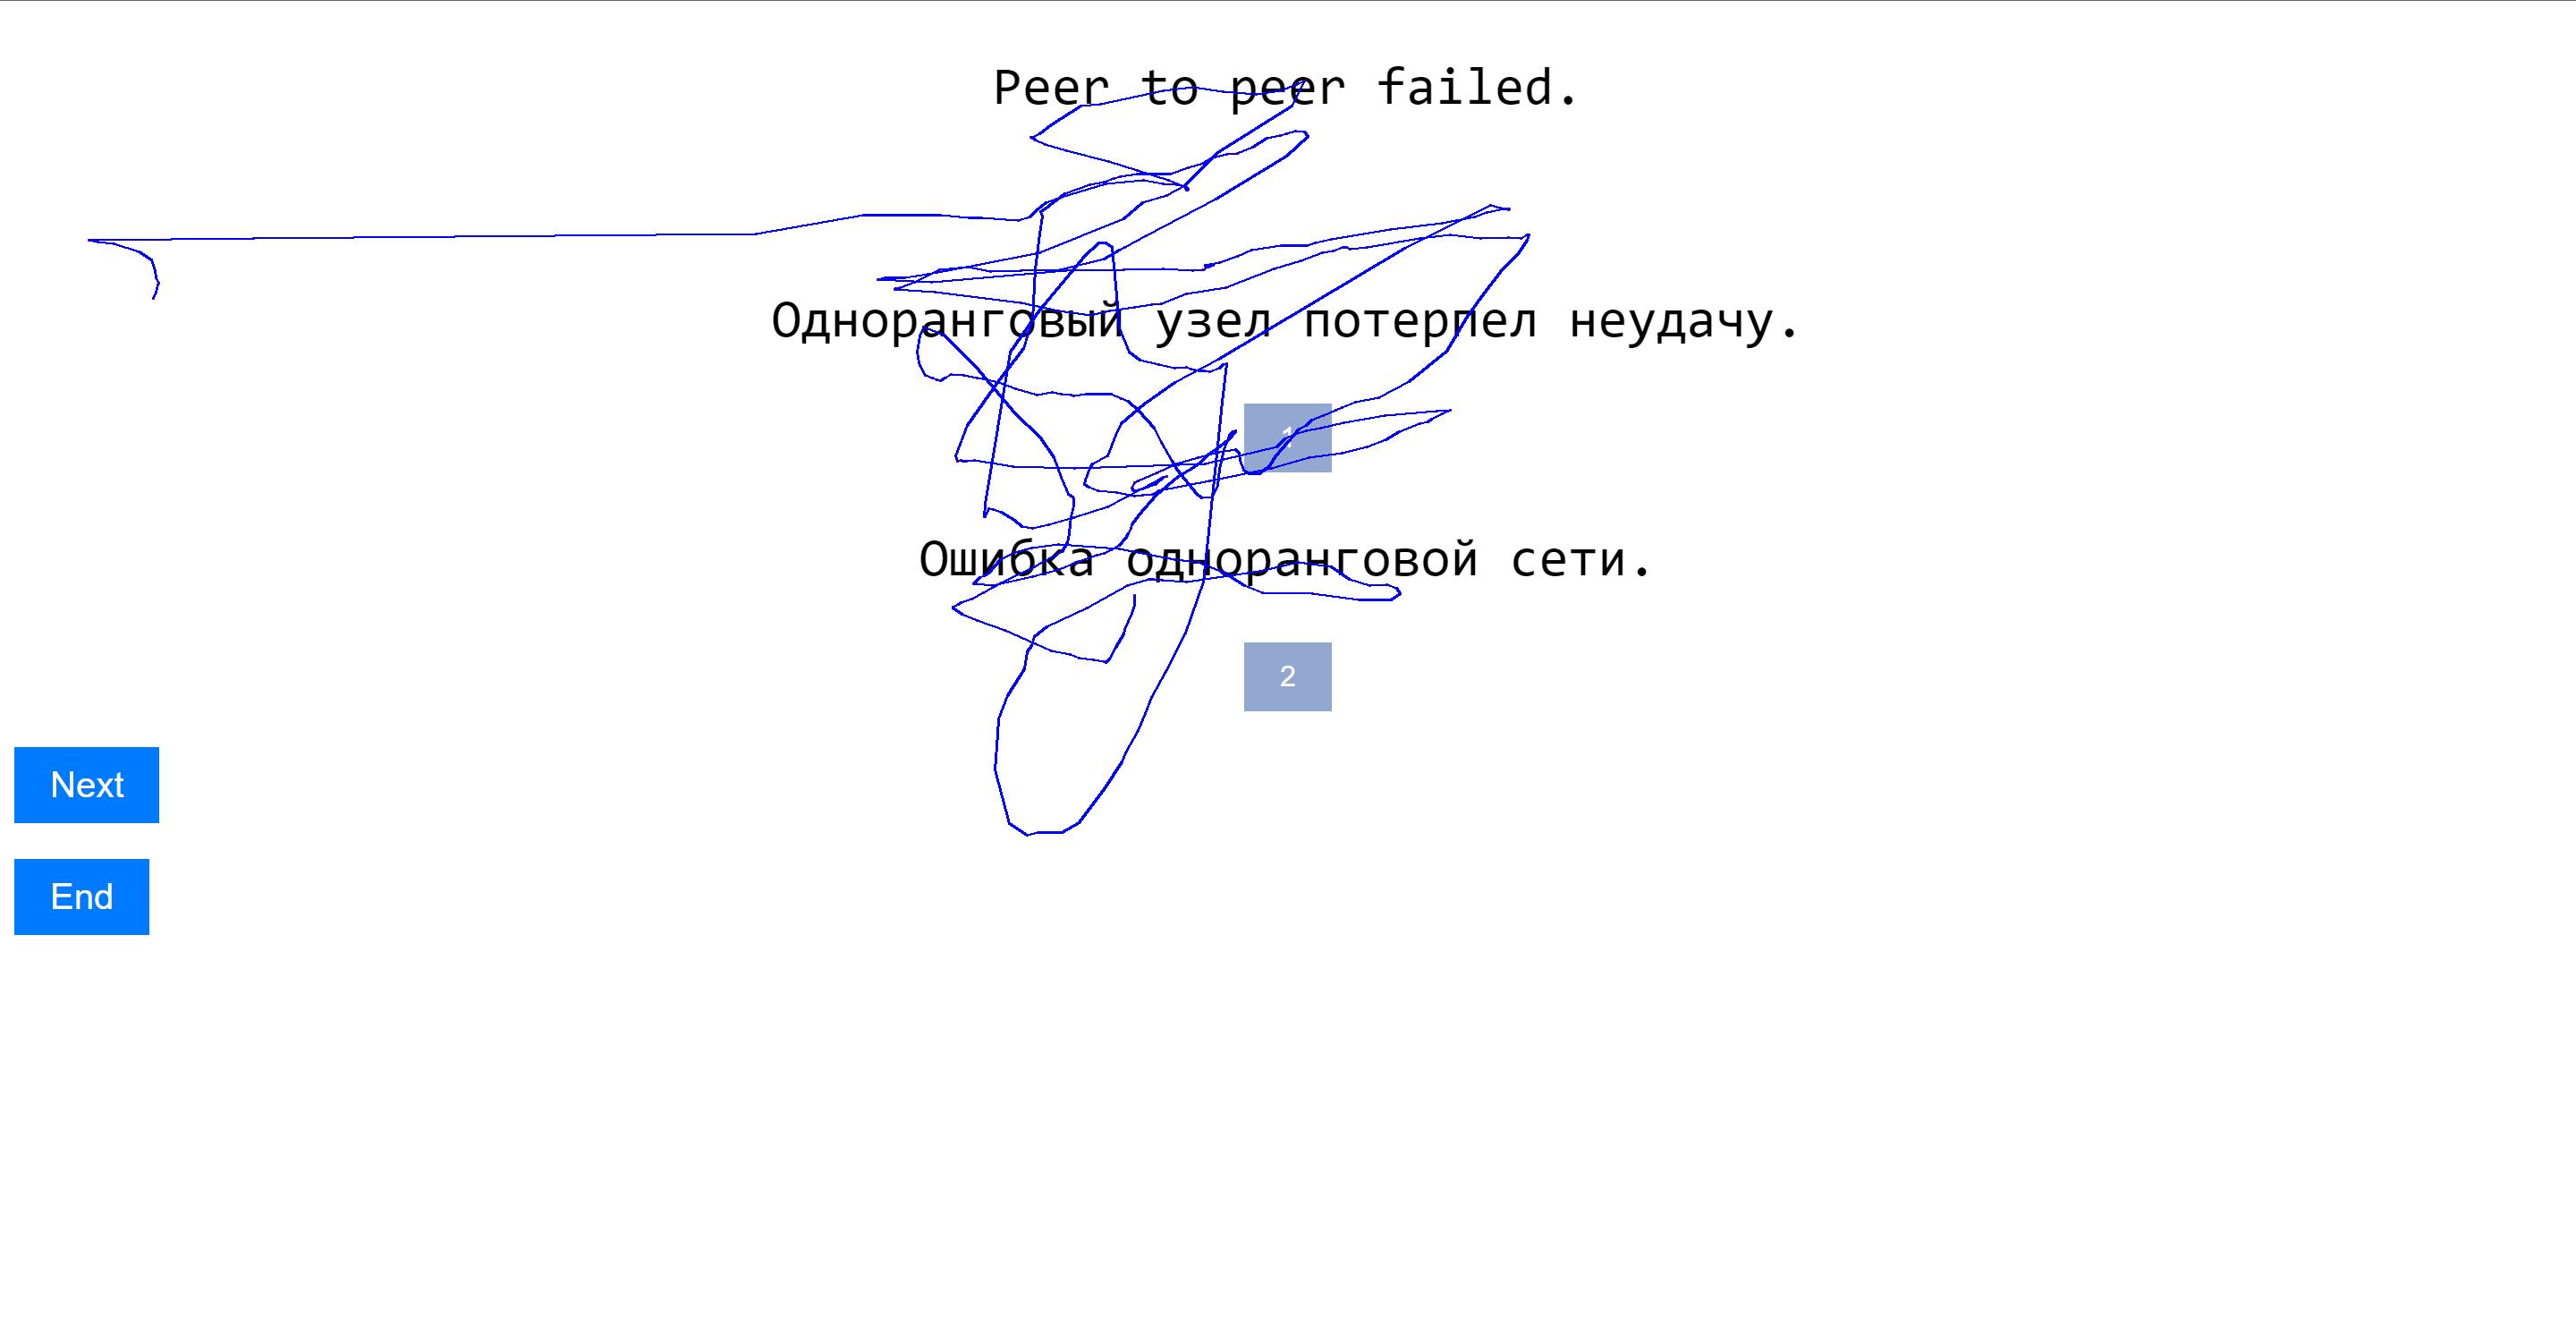 Peer to peer failed.
Одноранговый узел потерпел неудачу.
1
Ошибка одноранговой сети.
2
Next
End